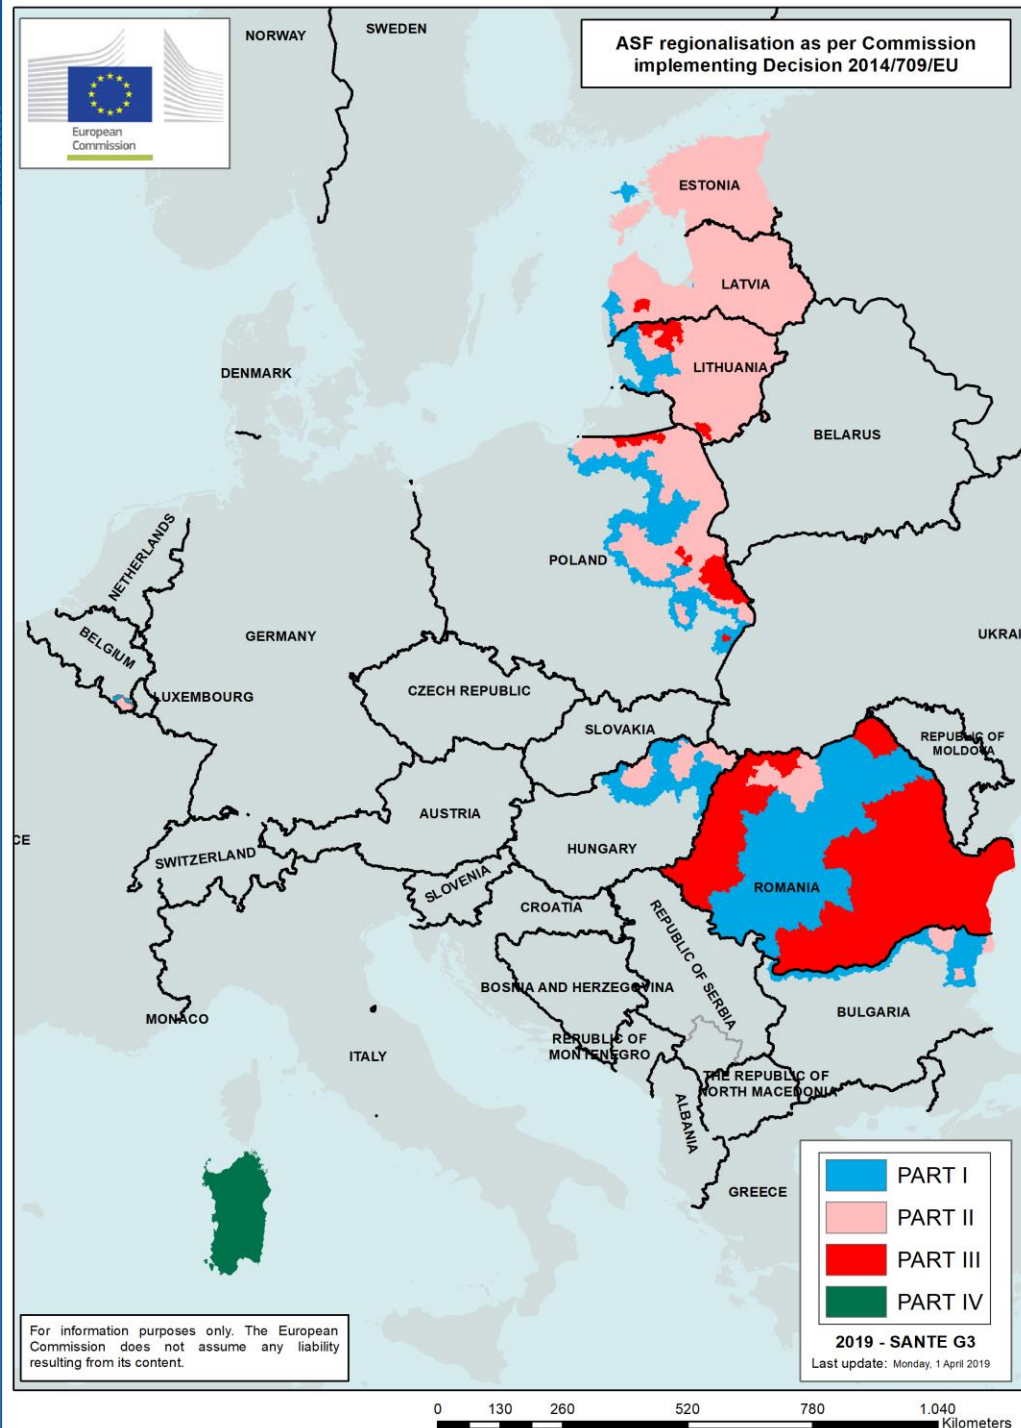 ASF regionalisation as per Commission
implementing Decision 2014/709/EU
European
Commission
NORWAY
SWEDEN
ESTONIA
LATVIA
LITHUANIA
DENMARK
BELARUS
NETHERLANDS
POLAND
BELGIUM
GERMANY
UKRAI
LUXEMBOURG
CZECH REPUBLIC
SLOVAKIA
REPUBLIC OF
MOLDOVA
AUSTRIA
CE
HUNGARY
SWITZERLAND
SLOVENIA
ROMANIA
CROATIA
REPUBLIC OF SERBIA
BOSNIA AND HERZEGOVINA
BULGARIA
MONACO
ITALY
REPUBLIC OF
MONTENEGRO
THE REPUBLIC OF
NORTH MACEDONIA
ALBANIA
GREECE
PART I
PART II
PART III
PART IV
2019 - SANTE G3
Last update: Monday, 1 April 2019
For information purposes only. The European
Commission does not assume any liability
resulting from its content.
0 130 260 520 780 1.040
Kilometers